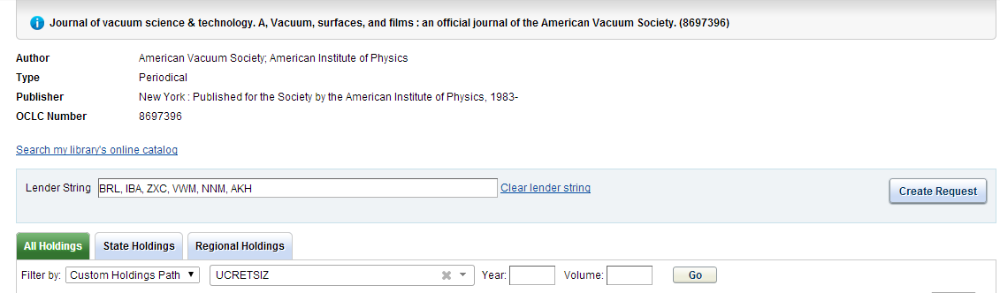 Journal of vacuum science & technology. A, Vacuum, surfaces, and films : an official journal of the American Vacuum Society. (8697396)
Author American Vacuum Society; American Institute of Physics
Type Periodical
Publisher New York : Published for the Society by the American Institute of Physics, 1983-
OCLC Number 8697396
Search my library's online catalog
Lender String BRL, IBA, ZXC, VWM, NNM, AKH Clear lender string Create Request
All Holdings State Holdings Regional Holdings
Filter by: Custom Holdings Path UCRETSIZ Year: Volume: Go